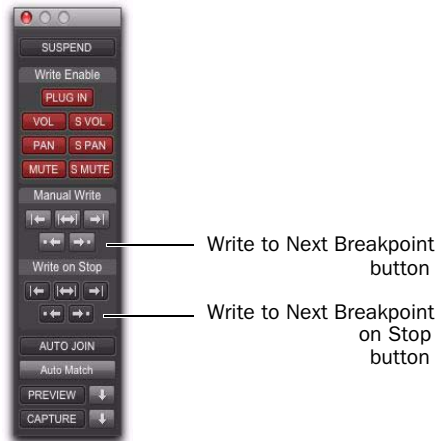 SUSPEND
Write Enable
PLUG IN
VOL S VOL
PAN S PAN
MUTE S MUTE
Manual Write
Write to Next Breakpoint
button
Write on Stop
Write to Next Breakpoint
on Stop
button
AUTO JOIN
Auto Match
PREVIEW
CAPTURE